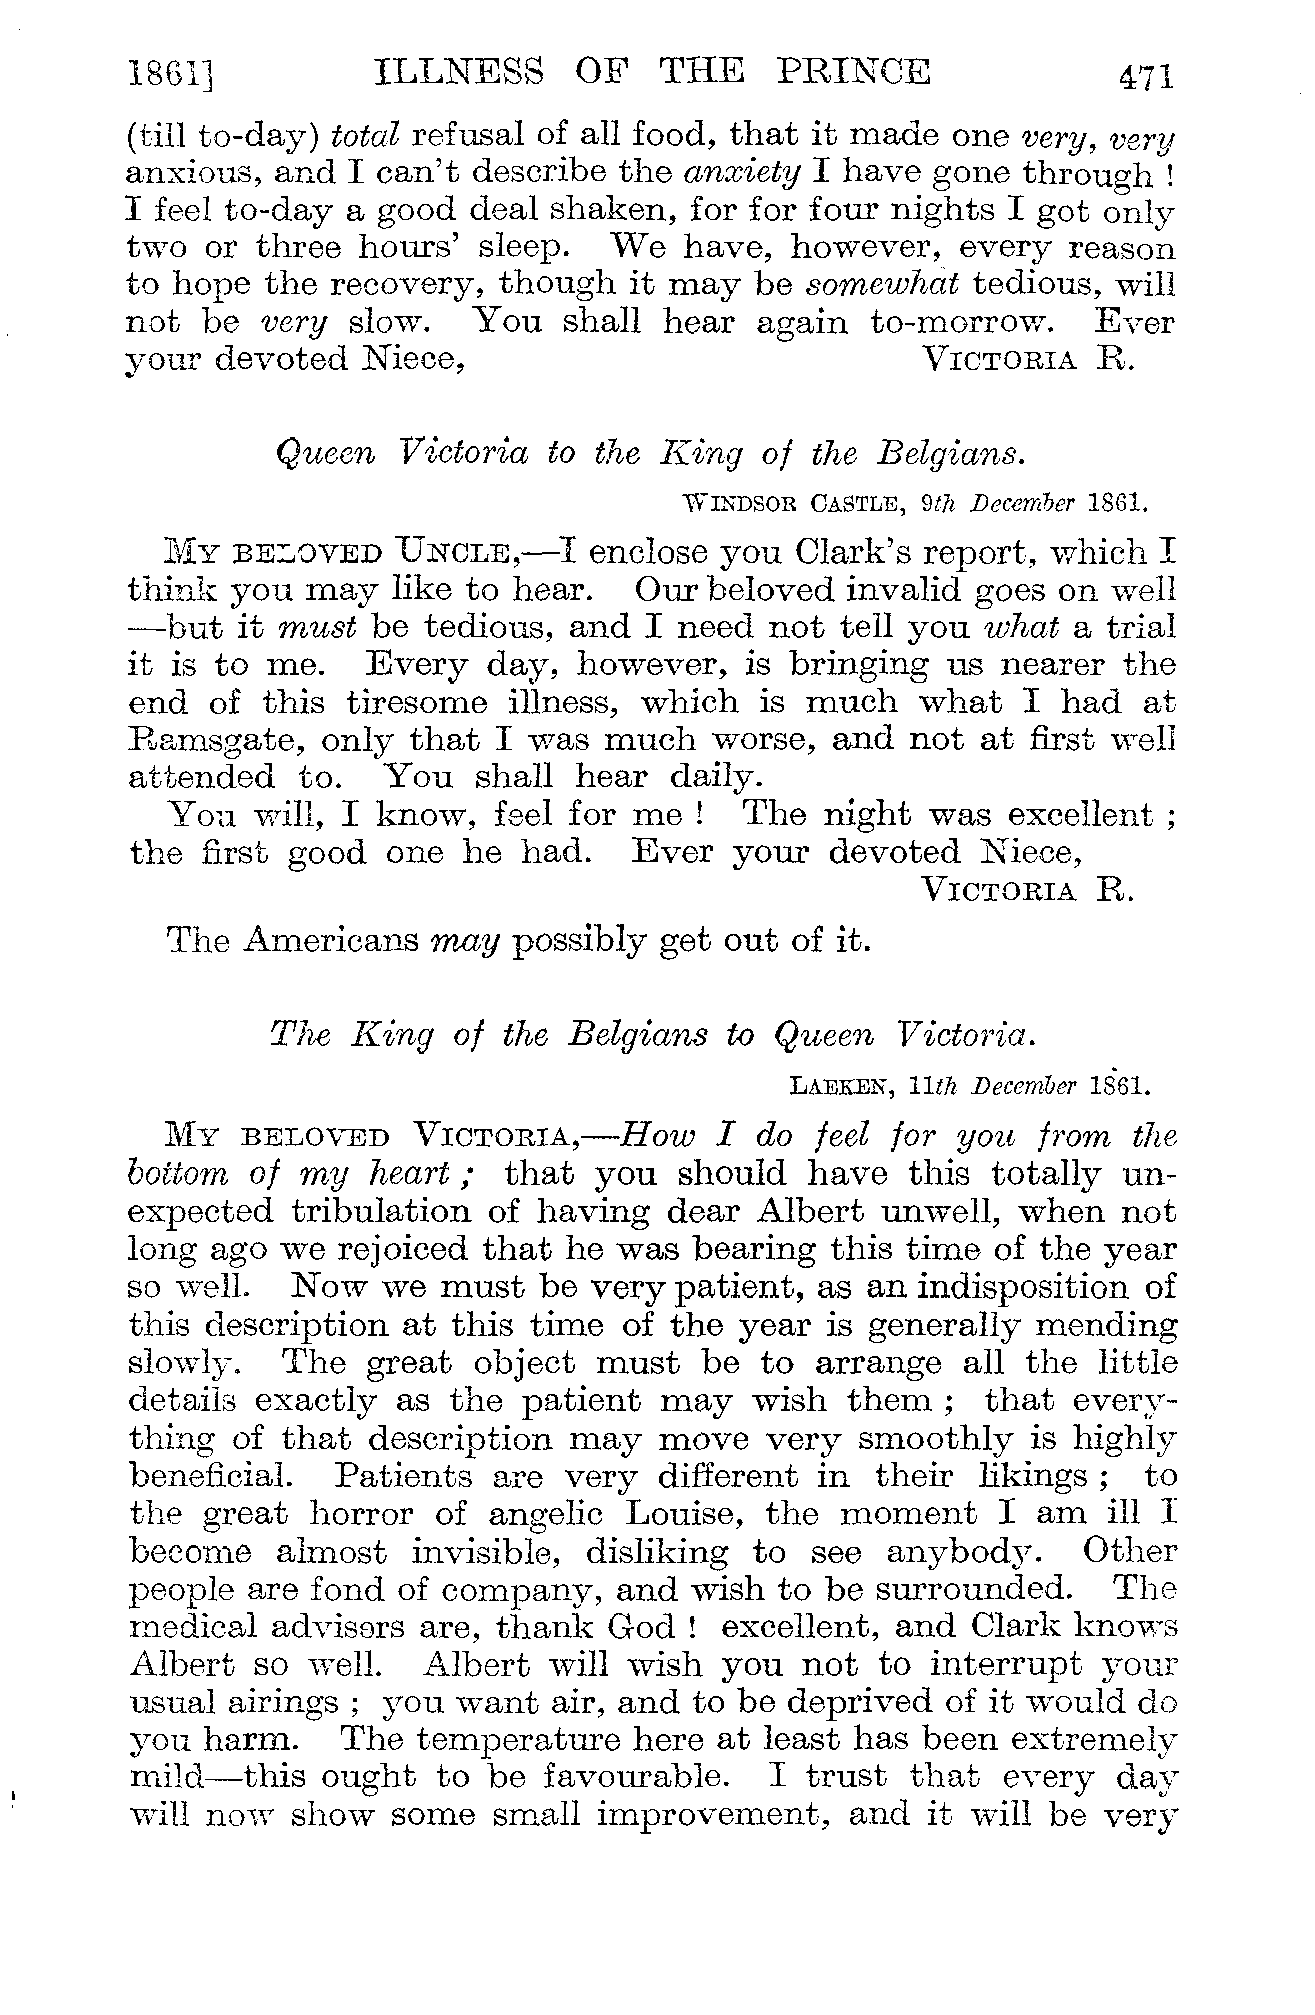 1861] ILLNESS OF THE PRINCE 471
(till to-day) total refusal of all food, that it made one very, very
anxious, and I can't describe the anxiety I have gone through !
I feel to-day a good deal shaken, for for four nights I got only
two or three hours' sleep. We have, however, every reason
to hope the recovery, though it may be somewhat tedious, will
not be very slow. You shall hear again to-morrow. Ever
your devoted Niece, VICTORIA R.
Queen Victoria to the King of the Belgians.
WINDSOR CASTLE, 9th December 1861.
MY BELOVED UNCLE,—I enclose you Clark's report, which I
think you may like to hear. Our beloved invalid goes on well
—but it must be tedious, and I need not tell you what a trial
it is to me. Every day, however, is bringing us nearer the
end of this tiresome illness, which is much what I had at
Ramsgate, only that I was much worse, and not at first well
attended to. You shall hear daily.
You will, I know, feel for me ! The night was excellent ;
the first good one he had. Ever your devoted Niece,
VICTORIA R.
The Americans may possibly get out of it.
The King of the Belgians to Queen Victoria.
LAEKEN, 11th December 1861.
MY BELOVED VICTORIA,—How I do feel for you from the
bottom of my heart ; that you should have this totally un-
expected tribulation of having dear Albert unwell, when not
long ago we rejoiced that he was bearing this time of the year
so well. Now we must be very patient, as an indisposition of
this description at this time of the year is generally mending
slowly. The great object must be to arrange all the little
details exactly as the patient may wish them ; that every-
thing of that description may move very smoothly is highly
beneficial. Patients are very different in their likings ; to
the great horror of angelic Louise, the moment I am ill I
become almost invisible, disliking to see anybody. Other
people are fond of company, and wish to be surrounded. The
medical advisers are, thank God ! excellent, and Clark knows
Albert so well. Albert will wish you not to interrupt your
usual airings ; you want air, and to be deprived of it would do
you harm. The temperature here at least has been extremely
mild—this ought to be favourable. I trust that every day
will now show some small improvement, and it will be very